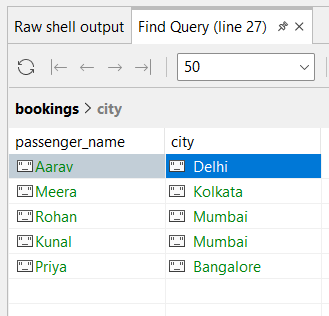 Raw shell output Find Query (line 27)
50
bookings > city
passenger_name city
Aarav Delhi
Meera Kolkata
Rohan Mumbai
Kunal Mumbai
Priya Bangalore